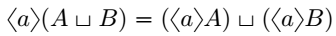 ⟨a⟩(A ⊔ B) = (⟨a⟩A) ⊔ (⟨a⟩B)